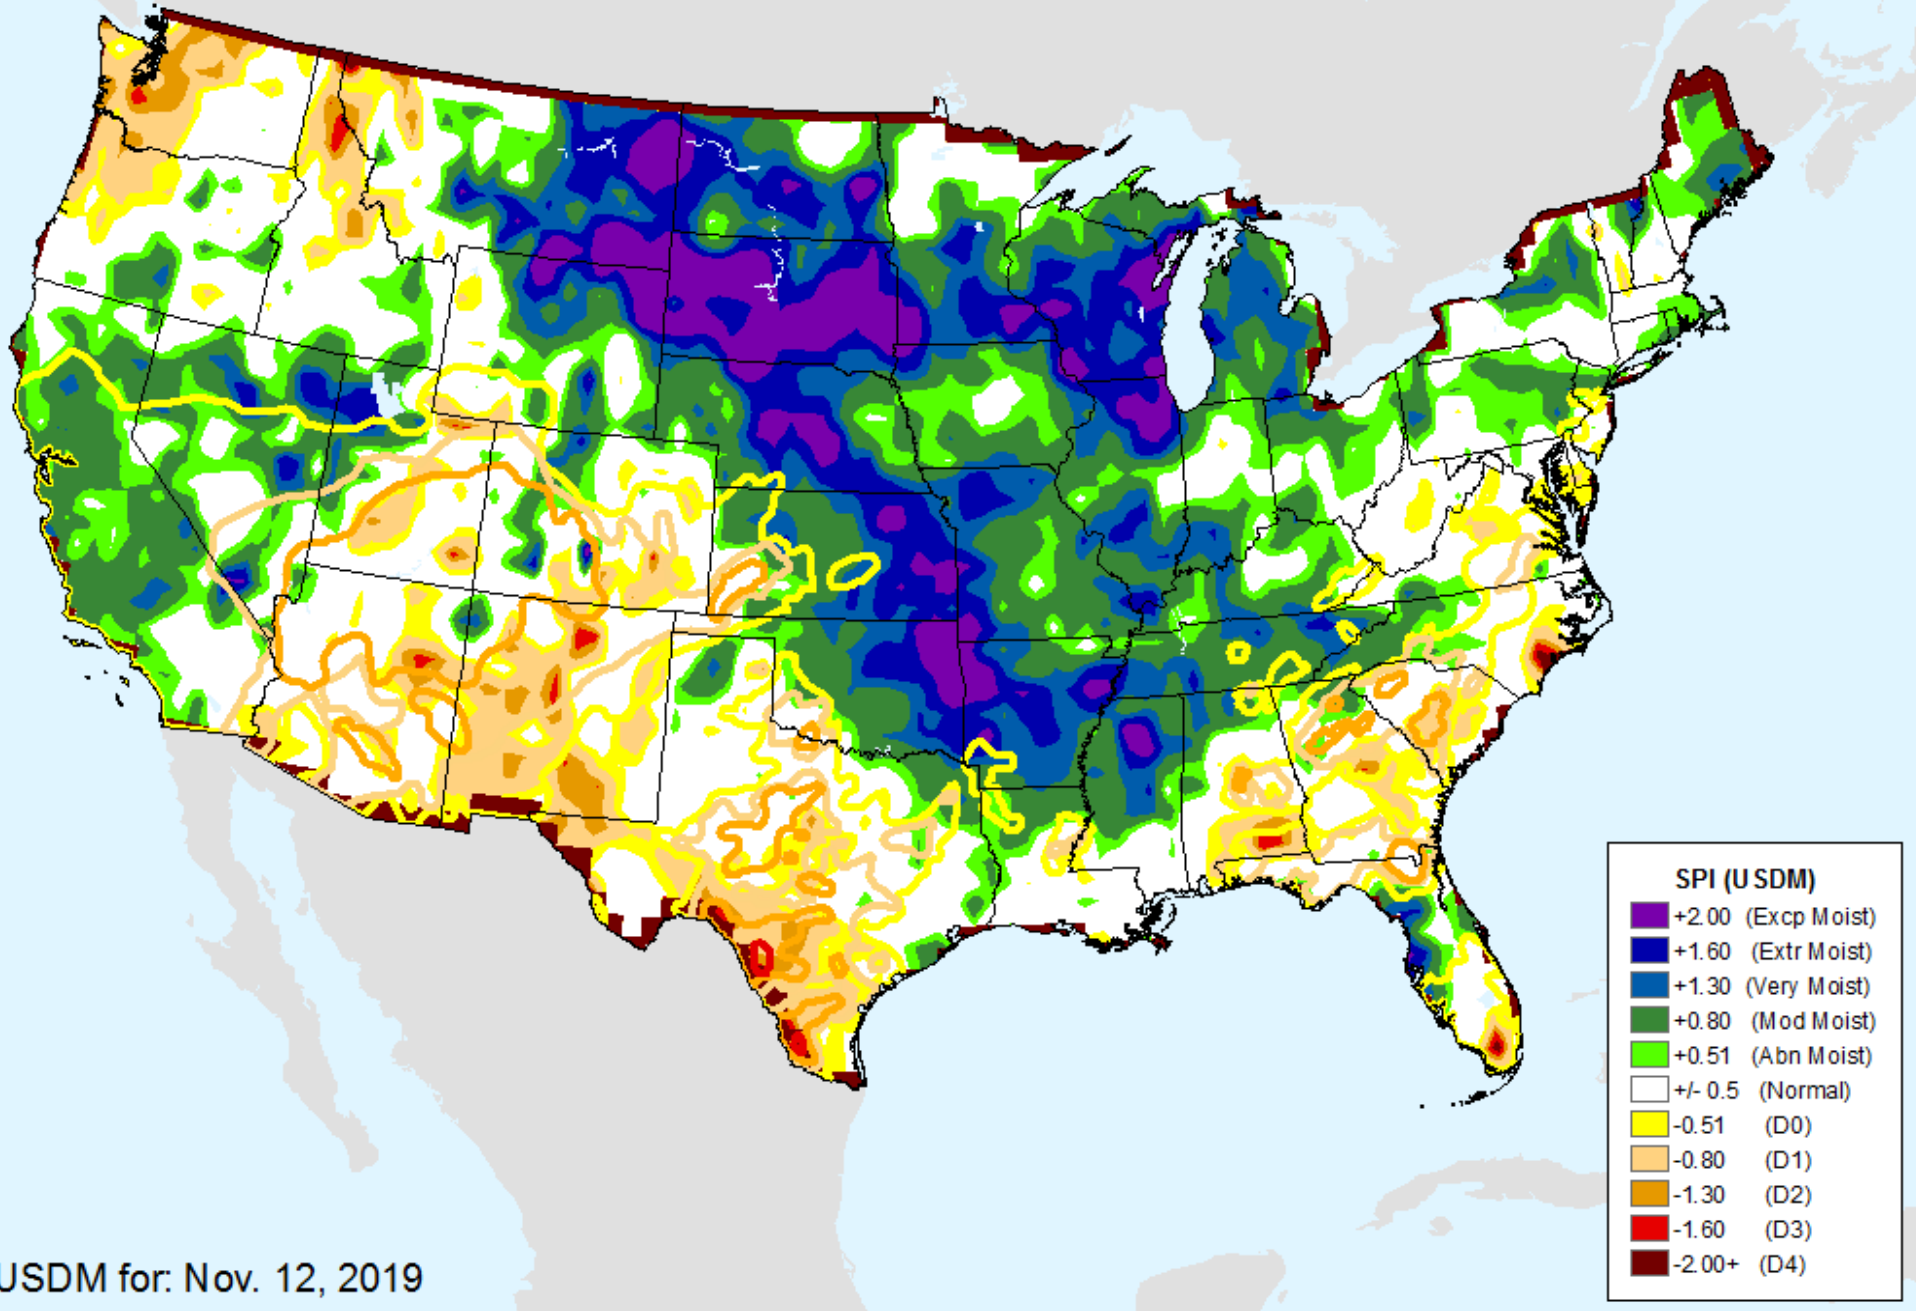 SPI (USDM)
+2.00 (Excp Moist)
+1.60 (Extr Moist)
+1.30 (Very Moist)
+0.80 (Mod Moist)
+0.51 (Abn Moist)
+/- 0.5 (Normal)
-0.51 (D0)
-0.80 (D1)
-1.30 (D2)
-1.60 (D3)
-2.00+ (D4)
USDM for: Nov. 12, 2019